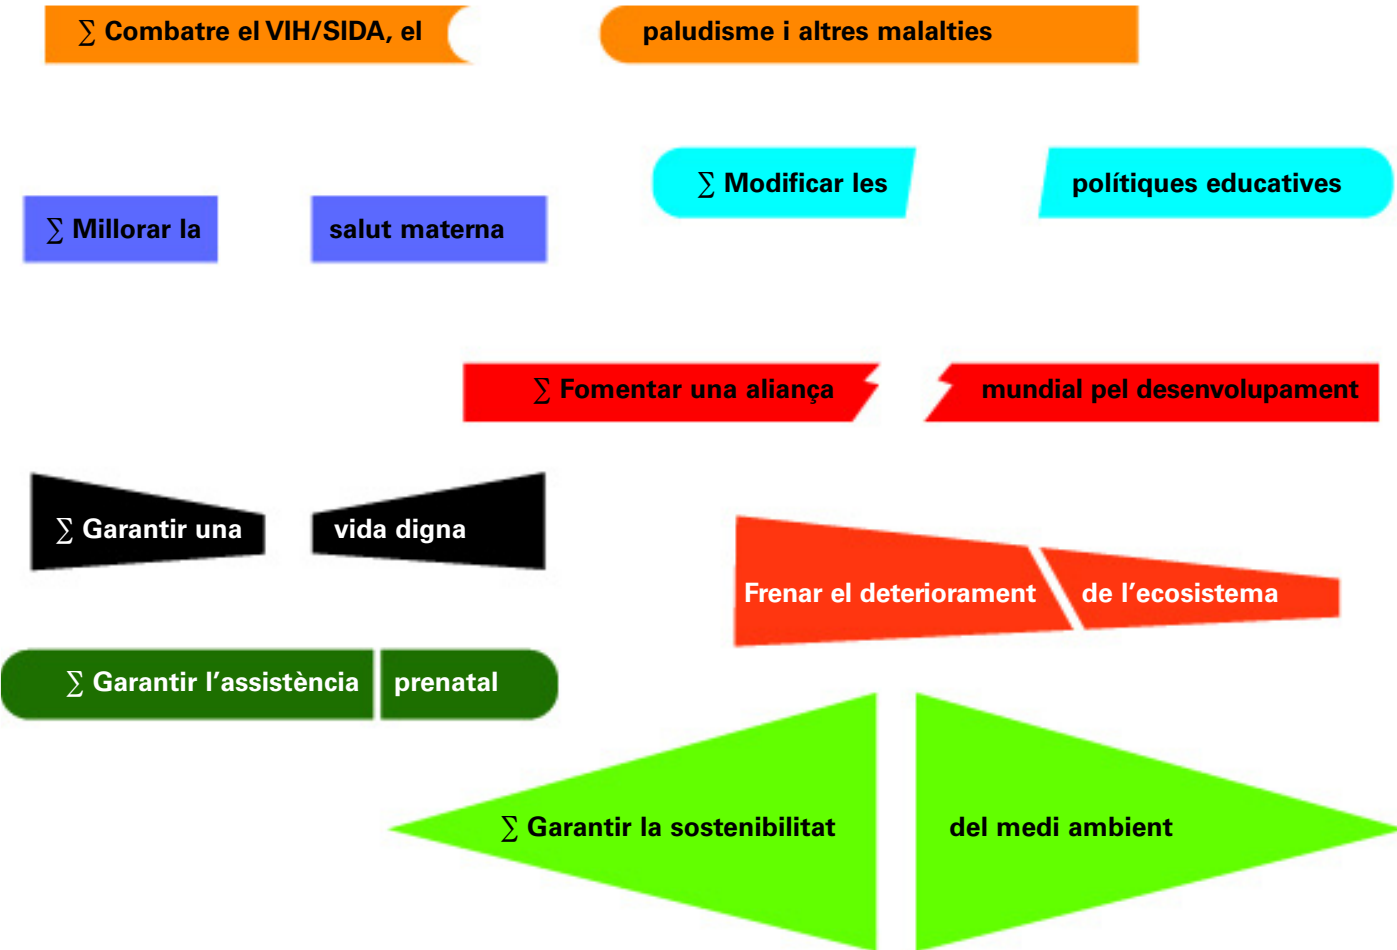 ∑ Combatre el VIH/SIDA, el paludisme i altres malalties
∑ Modificar les polítiques educatives
∑ Millorar la salut materna
∑ Fomentar una aliança mundial pel desenvolupament
∑ Garantir una vida digna
Frenar el deteriorament de l’ecosistema
∑ Garantir l’assistència prenatal
∑ Garantir la sostenibilitat del medi ambient